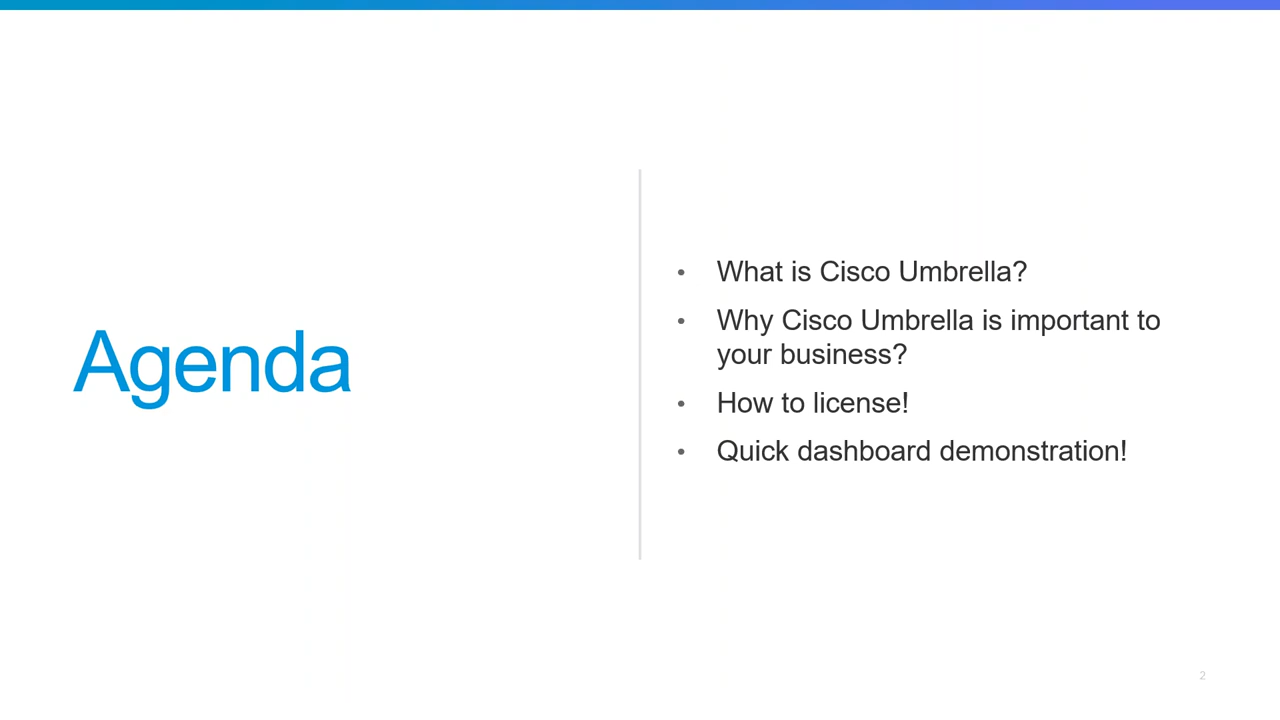 Agenda
• What is Cisco Umbrella?
• Why Cisco Umbrella is important to
your business?
• How to license!
• Quick dashboard demonstration!
2